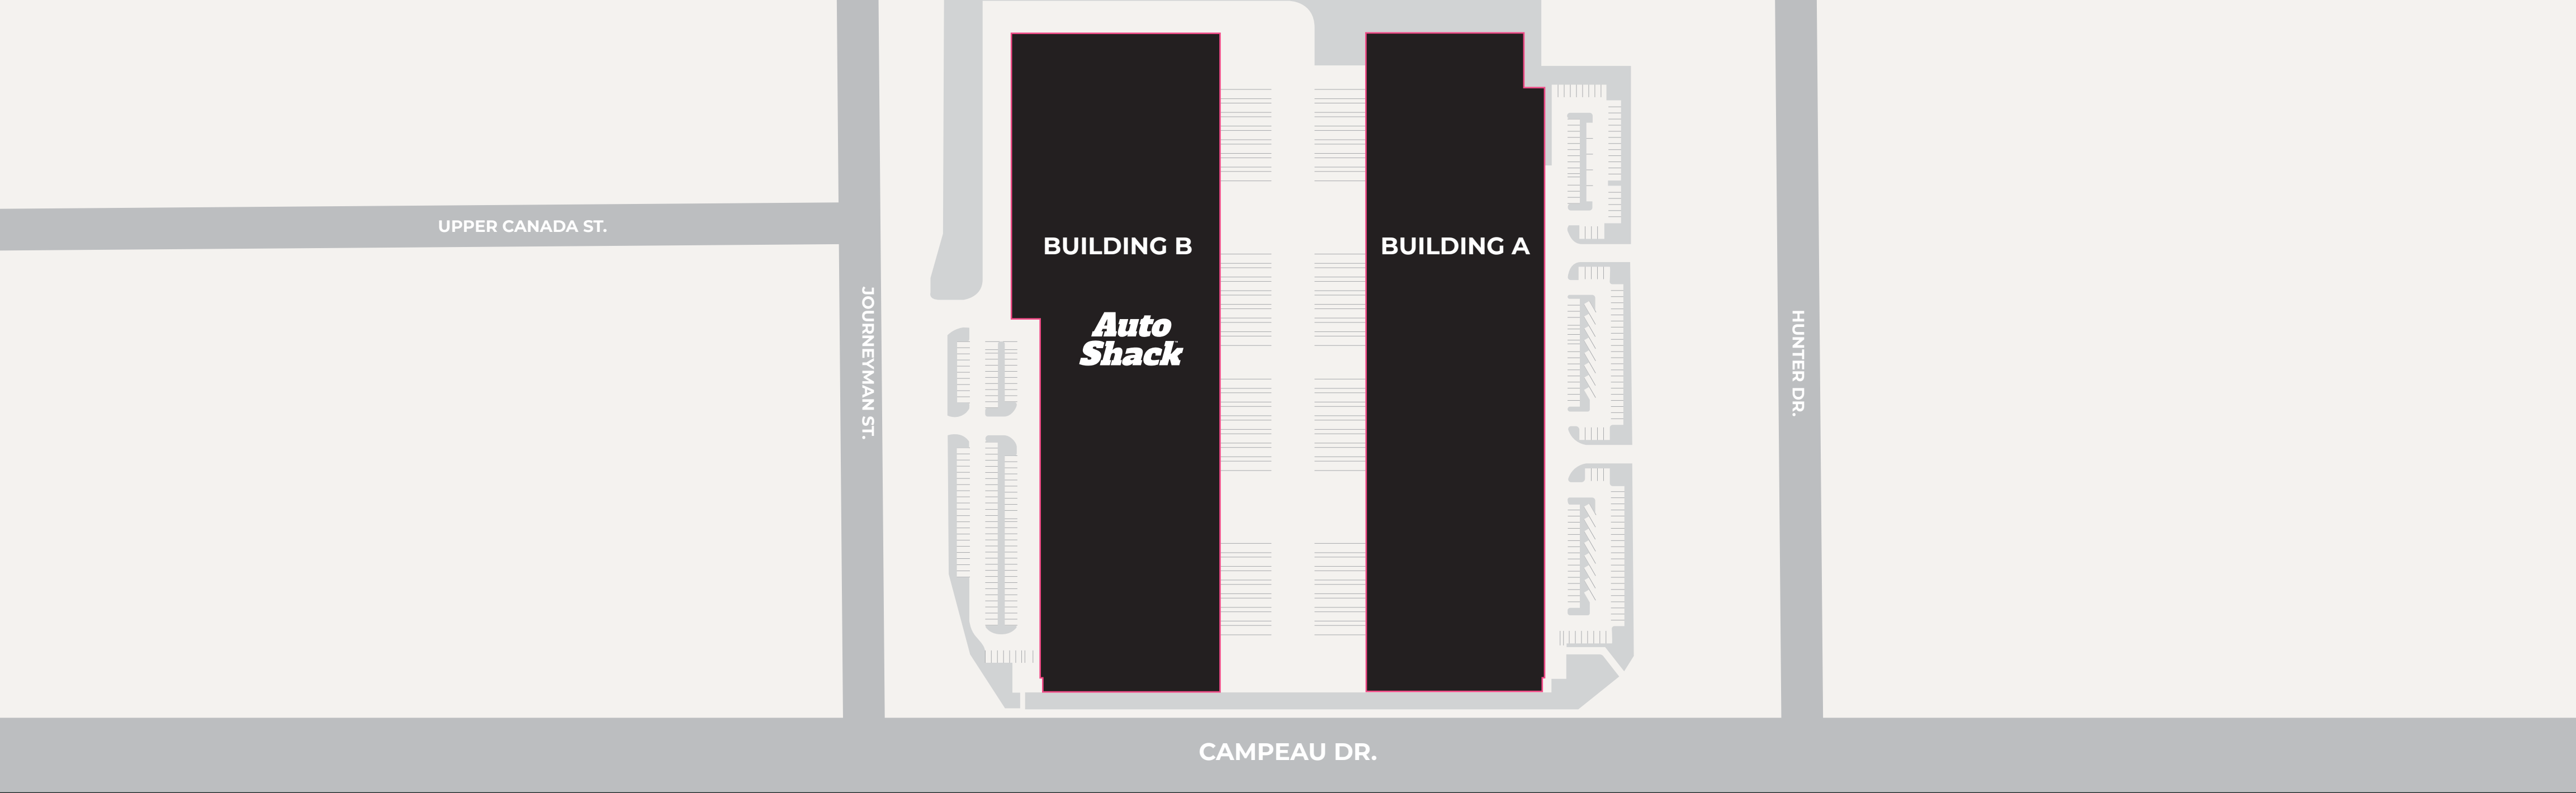 UPPER CANADA ST.
JOURNEYMAN ST.
BUILDING B
Auto
Shack
BUILDING A
HUNTER DR.
CAMPEAU DR.